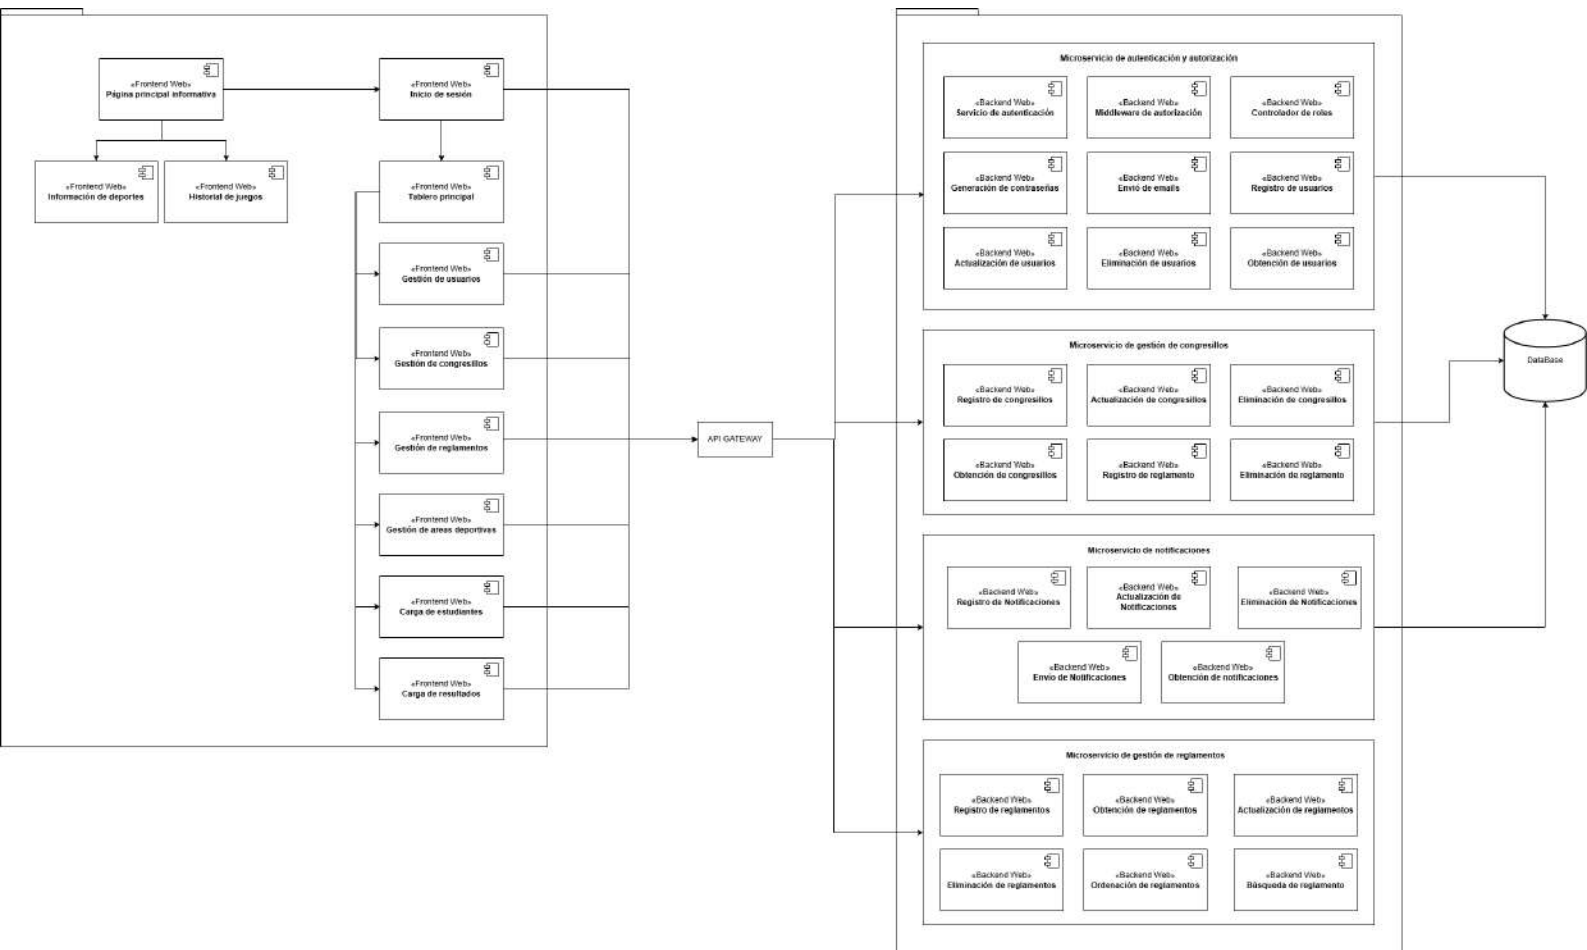 «Frontend Web»
Página principal informativa
«Frontend Web»
Inicio de sesión
«Frontend Web»
Información de deportes
«Frontend Web»
Historial de juegos
«Frontend Web»
Tablero principal
«Frontend Web»
Gestión de usuarios
«Frontend Web»
Gestión de congresillos
«Frontend Web»
Gestión de reglamentos
«Frontend Web»
Gestión de areas deportivas
«Frontend Web»
Carga de estudiantes
«Frontend Web»
Carga de resultados
API GATEWAY
Microservicio de autenticación y autorización
«Backend Web»
Servicio de autenticación
«Backend Web»
Middleware de autorización
«Backend Web»
Controlador de roles
«Backend Web»
Generación de contraseñas
«Backend Web»
Envió de emails
«Backend Web»
Registro de usuarios
«Backend Web»
Actualización de usuarios
«Backend Web»
Eliminación de usuarios
«Backend Web»
Obtención de usuarios
Microservicio de gestión de congresillos
«Backend Web»
Registro de congresillos
«Backend Web»
Actualización de congresillos
«Backend Web»
Eliminación de congresillos
«Backend Web»
Obtención de congresillos
«Backend Web»
Registro de reglamento
«Backend Web»
Eliminación de reglamento
Microservicio de notificaciones
«Backend Web»
Registro de Notificaciones
«Backend Web»
Actualización de
Notificaciones
«Backend Web»
Eliminación de Notificaciones
«Backend Web»
Envío de Notificaciones
«Backend Web»
Obtención de notificaciones
Microservicio de gestión de reglamentos
«Backend Web»
Registro de reglamentos
«Backend Web»
Obtención de reglamentos
«Backend Web»
Actualización de reglamentos
«Backend Web»
Eliminación de reglamentos
«Backend Web»
Ordenación de reglamentos
«Backend Web»
Búsqueda de reglamento
DataBase